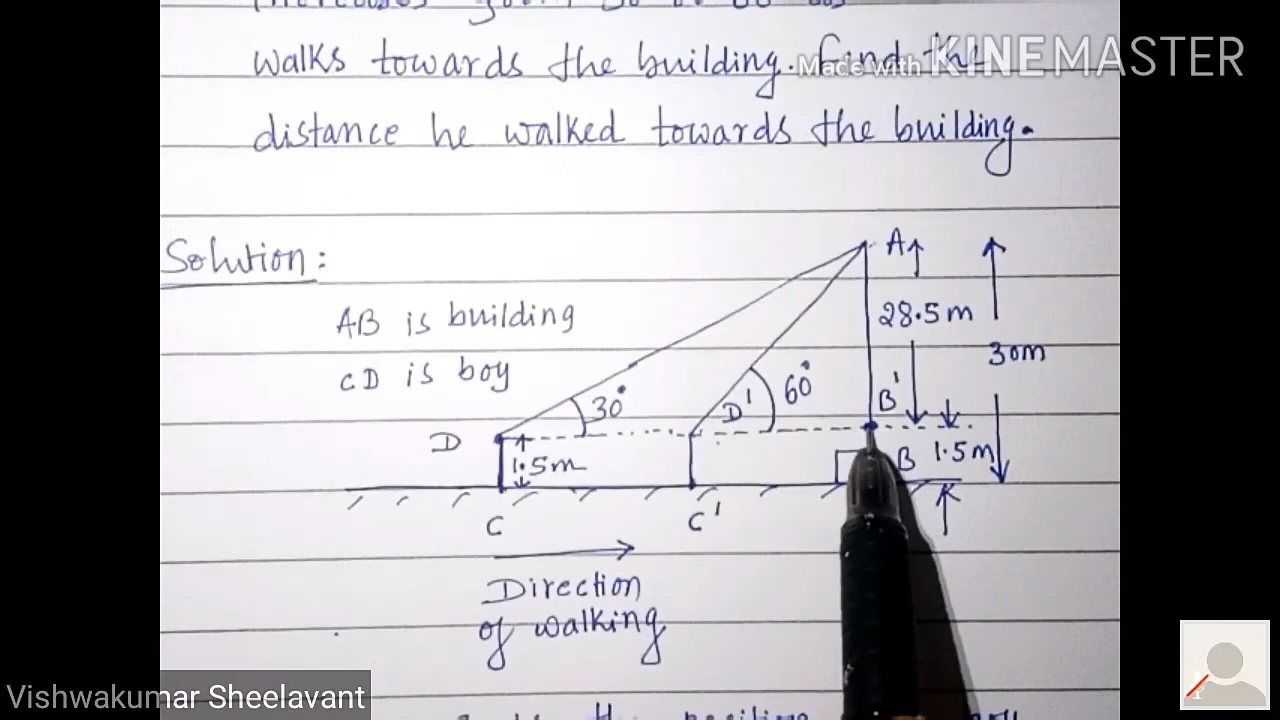 walks towards the building. Find the
Made with KINEMASTER
distance he walked towards the building.
Solution:
AB is building
CD is boy
A
28.5m
30m
30°
60°
D
D'
B'
1.5m
B
1.5m
C
C'
Direction
of walking
Vishwakumar Sheelavant
the